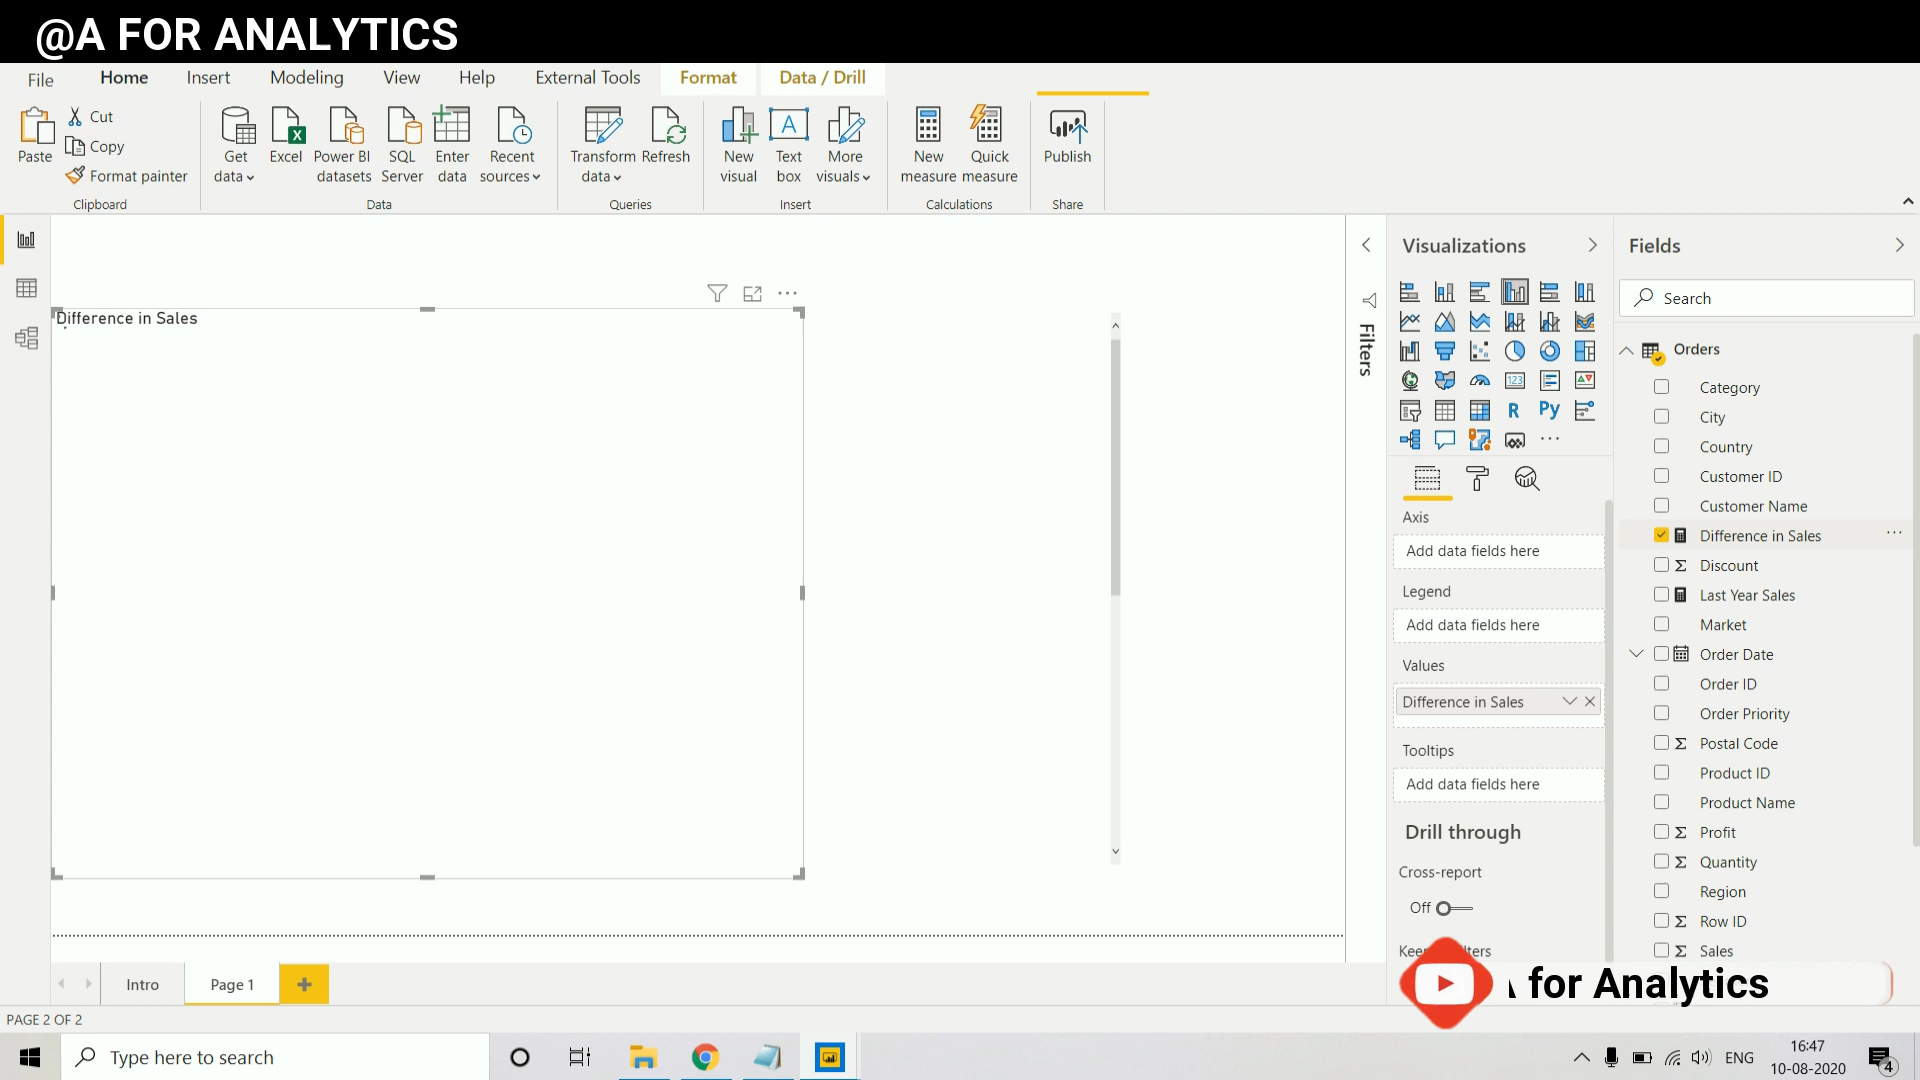 @A FOR ANALYTICS
File Home Insert Modeling View Help External Tools Format Data / Drill
Paste
Cut
Copy
Format painter
Clipboard
Get data
Excel
Power BI datasets
SQL Server
Enter data
Recent sources
Data
Transform data
Refresh
Queries
New visual
Text box
A
More visuals
Insert
New measure
Quick measure
Calculations
Publish
Share
Difference in Sales
Filters
Visualizations
123
R Py
Axis
Add data fields here
Legend
Add data fields here
Values
Difference in Sales
Tooltips
Add data fields here
Drill through
Cross-report
Off
Fields
Search
Orders
Category
City
Country
Customer ID
Customer Name
Difference in Sales
Σ Discount
Last Year Sales
Market
Order Date
Order ID
Order Priority
Σ Postal Code
Product ID
Product Name
Σ Profit
Σ Quantity
Region
Σ Row ID
Σ Sales
for Analytics
Intro Page 1
PAGE 2 OF 2
Type here to search
ENG
16:47
10-08-2020
4